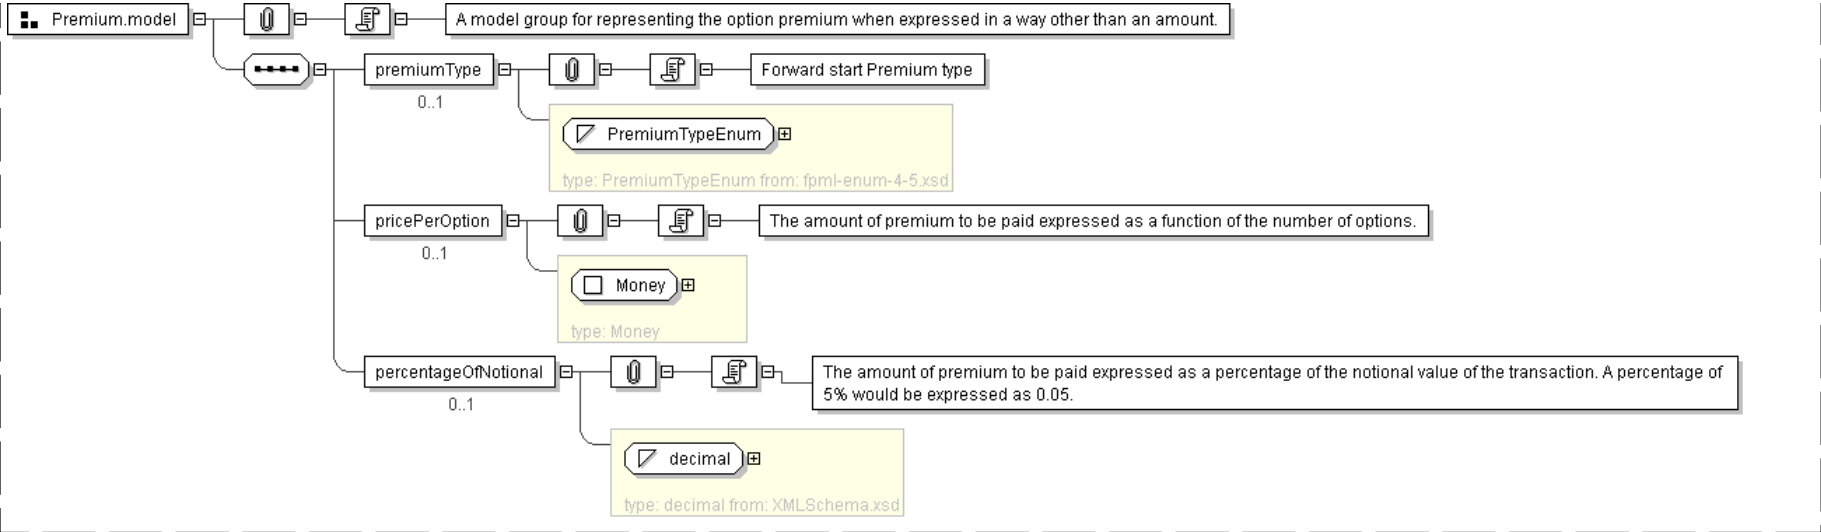 Premium.model
A model group for representing the option premium when expressed in a way other than an amount.
premiumType
Forward start Premium type
0..1
PremiumTypeEnum
type: PremiumTypeEnum from: fpml-enum-4-5.xsd
pricePerOption
The amount of premium to be paid expressed as a function of the number of options.
0..1
Money
type: Money
percentageOfNotional
The amount of premium to be paid expressed as a percentage of the notional value of the transaction. A percentage of
5% would be expressed as 0.05.
0..1
decimal
type: decimal from: XMLSchema.xsd